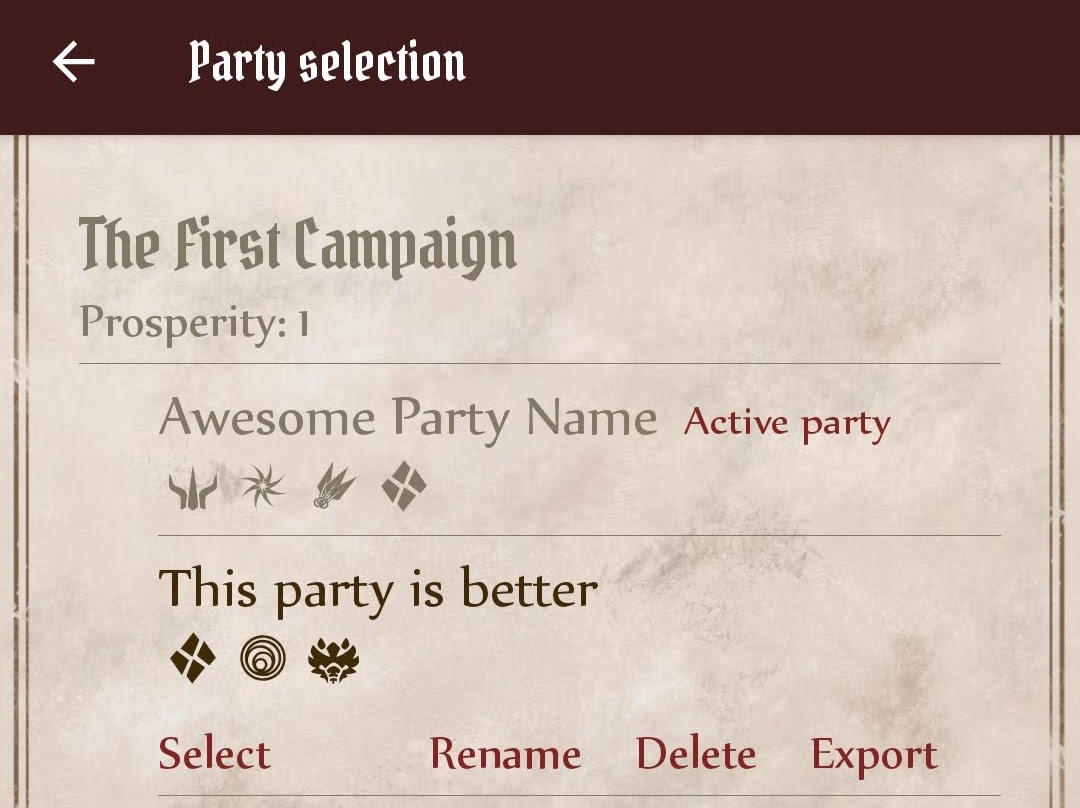 Party selection
The First Campaign
Prosperity: 1
Awesome Party Name Active party
This party is better
Select Rename Delete Export